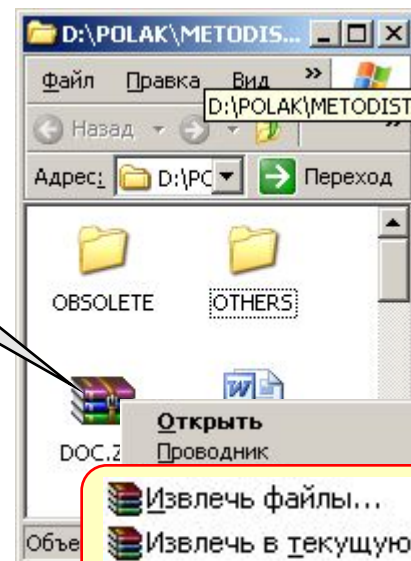 D:\POLAK\METODIS...
Файл Правка Вид »
D:\POLAK\METODIST
Назад »
Адрес: D:\PC Переход
OBSOLETE OTHERS
DOC.Z
Открыть
Проводник
Извлечь файлы...
Объе
Извлечь в текущую